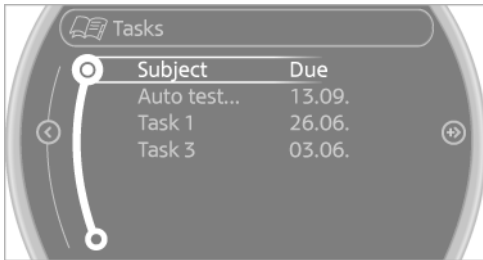 Tasks
Subject Due
Auto test... 13.09.
Task 1 26.06.
Task 3 03.06.